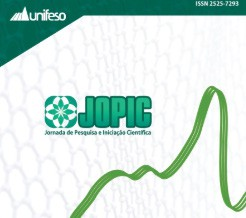 unifeso
ISSN 2525-7293
JOPIC
Jornada de Pesquisa e Iniciação Científica